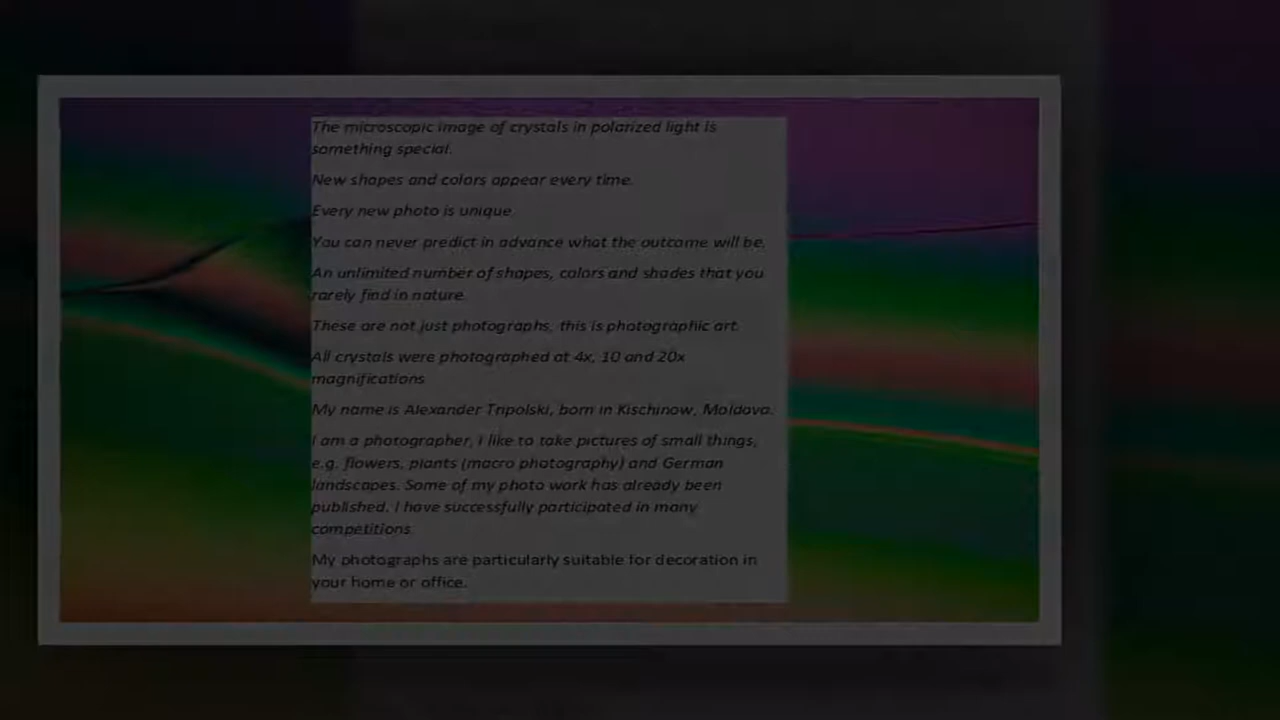 The microscopic image of crystals in polarized light is
something special.
New shapes and colors appear every time.
Every new photo is unique.
You can never predict in advance what the outcome will be.
An unlimited number of shapes, colors and shades that you
rarely find in nature.
These are not just photographs, this is photographic art.
All crystals were photographed at 4x, 10 and 20x
magnifications
My name is Alexander Tripolski, born in Kischinow, Moldova.
I am a photographer, I like to take pictures of small things,
e.g. flowers, plants (macro photography) and German
landscapes. Some of my photo work has already been
published. I have successfully participated in many
competitions.
My photographs are particularly suitable for decoration in
your home or office.